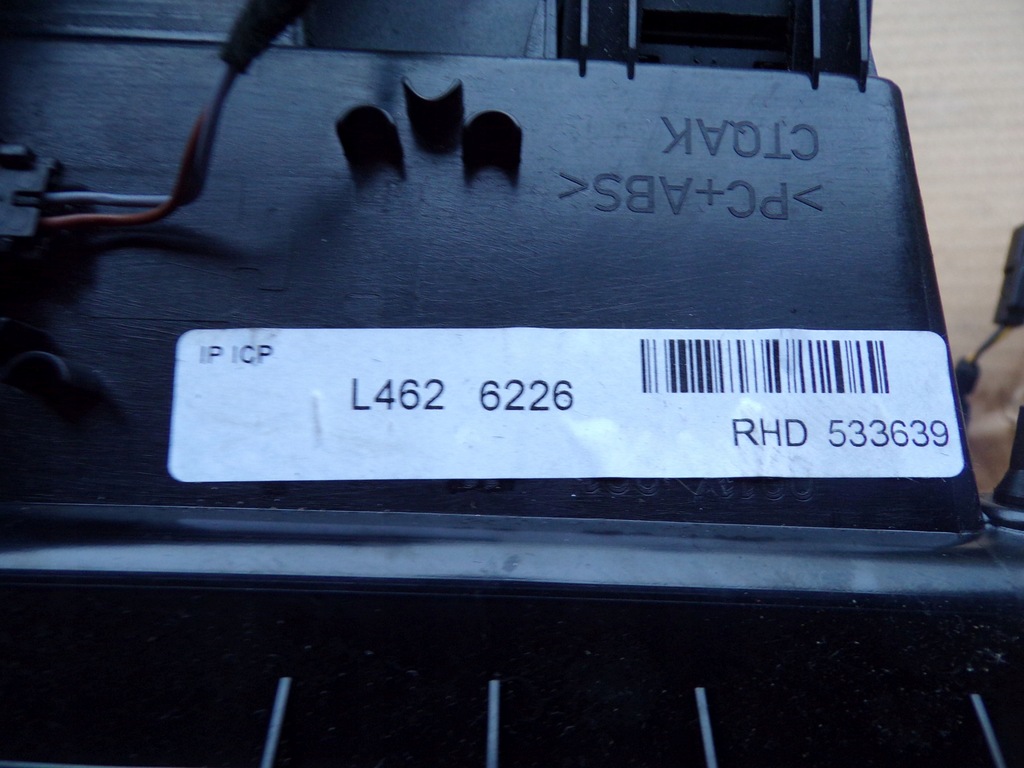 CTQAK
>PC+ABS<
IP ICP
L462 6226
RHD 533639